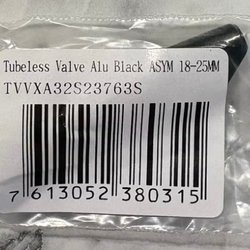 Tubeless Valve Alu Black ASYM 18-25MM
TVVXA32S23763S
7 613052 380315